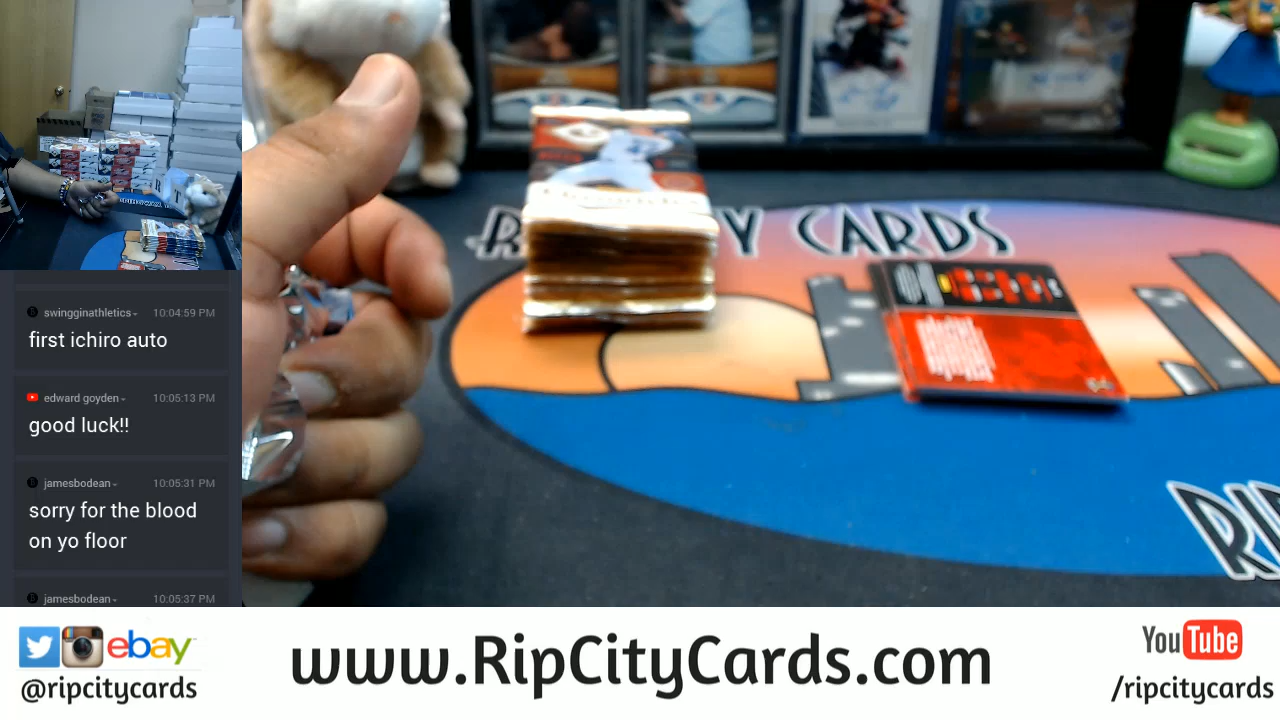 RIP CITY CARDS
swingginathletics 10:04:59 PM
first ichiro auto
edward goyden 10:05:13 PM
good luck!!
jamesbodean 10:05:31 PM
sorry for the blood
on yo floor
jamesbodean 10:05:37 PM
ebay
@ripcitycards
www.RipCityCards.com
YouTube
/ripcitycards